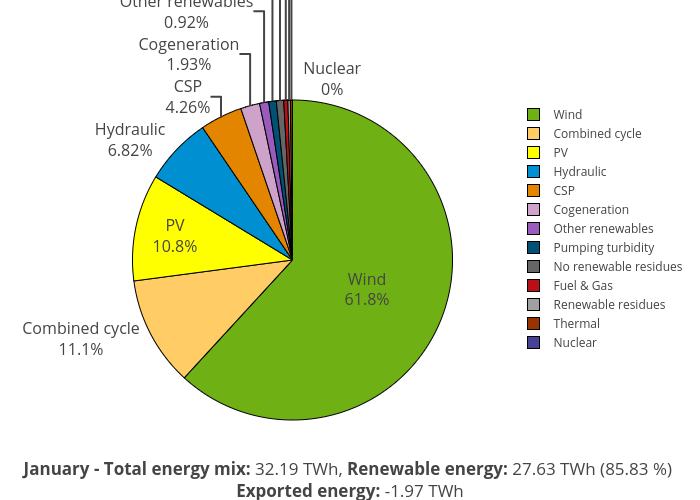 Other renewables
0.92%
Cogeneration
1.93%
CSP
4.26%
Hydraulic
6.82%
Nuclear
0%
PV
10.8%
Wind
61.8%
Combined cycle
11.1%
Wind
Combined cycle
PV
Hydraulic
CSP
Cogeneration
Other renewables
Pumping turbidity
No renewable residues
Fuel & Gas
Renewable residues
Thermal
Nuclear
January - Total energy mix: 32.19 TWh, Renewable energy: 27.63 TWh (85.83 %)
Exported energy: -1.97 TWh